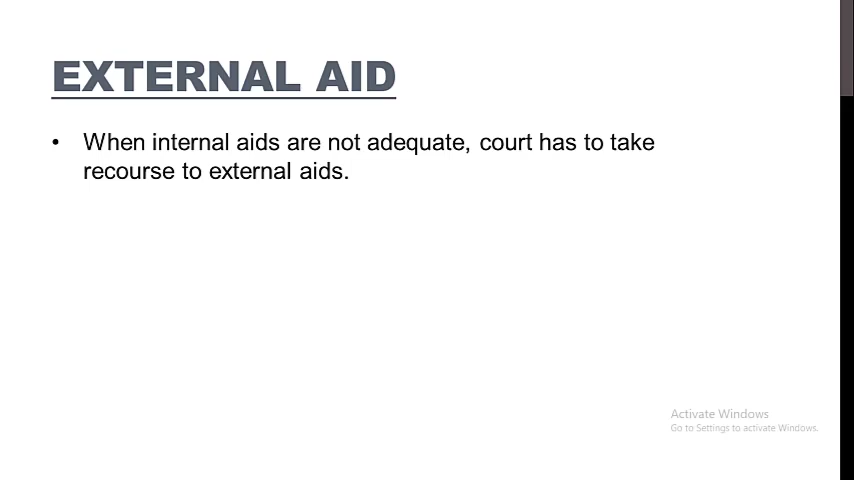 EXTERNAL AID
• When internal aids are not adequate, court has to take
recourse to external aids.
Activate Windows
Go to Settings to activate Windows.